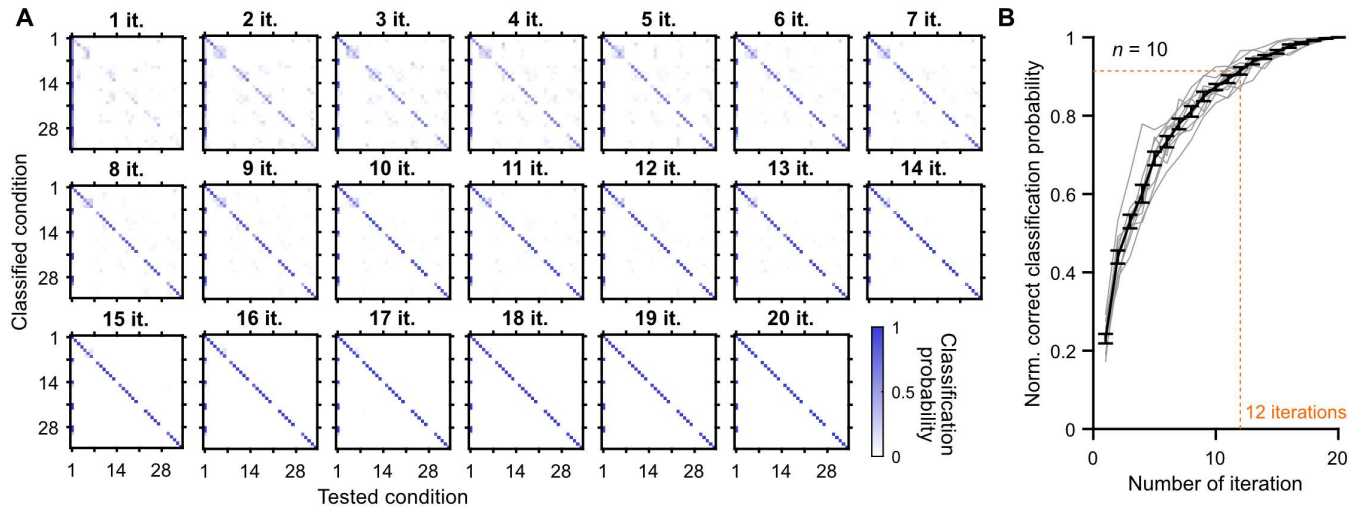 A
1 it. 2 it. 3 it. 4 it. 5 it. 6 it. 7 it.
1
14
28
8 it. 9 it. 10 it. 11 it. 12 it. 13 it. 14 it.
1
14
28
15 it. 16 it. 17 it. 18 it. 19 it. 20 it.
1
14
28
1 14 28 1 14 28 1 14 28 1 14 28 1 14 28 1 14 28
Classified condition
Tested condition
1
0.5
0
Classification
probability
B
n = 10
1
0.8
0.6
0.4
0.2
0
12 iterations
0 10 20
Norm. correct classification probability
Number of iteration